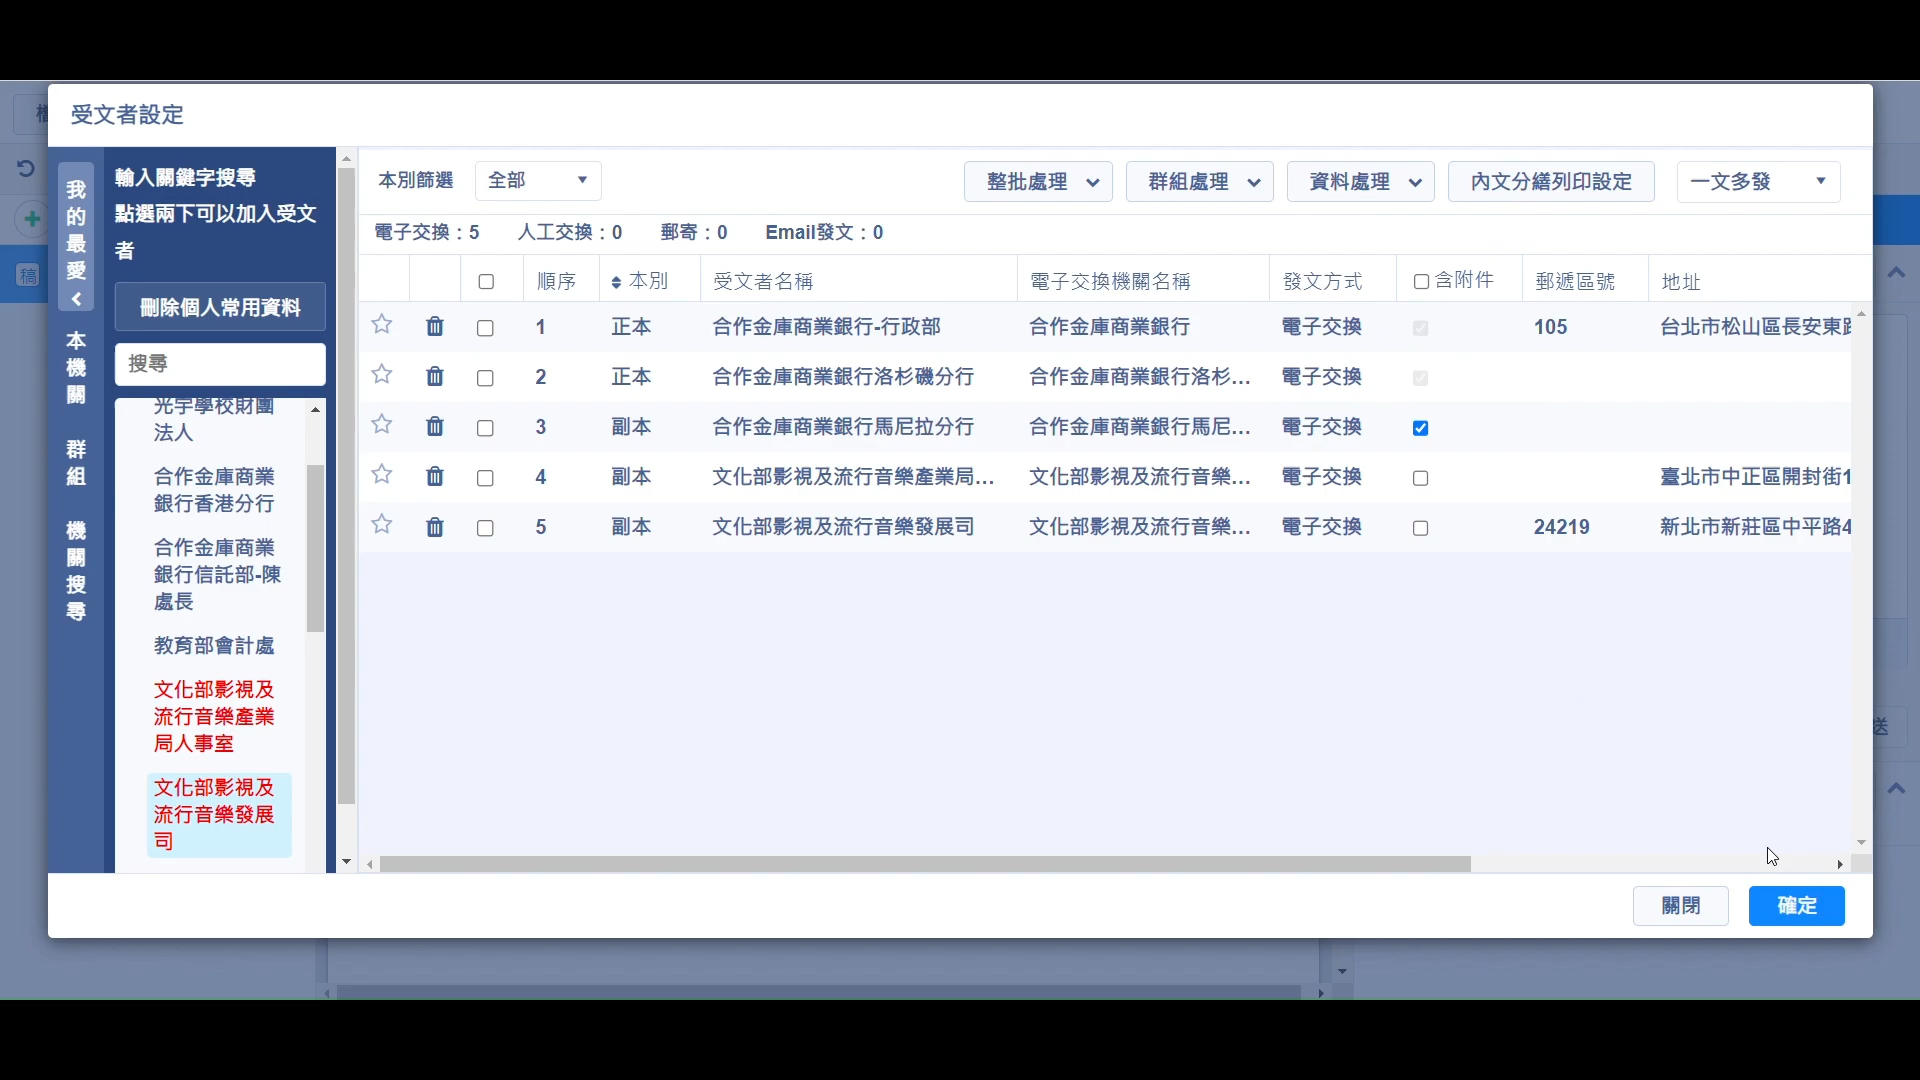 受文者設定
我的最愛
本機關
群組
機關搜尋
輸入關鍵字搜尋
點選兩下可以加入受文
者
刪除個人常用資料
搜尋
光宇學校財團
法人
合作金庫商業
銀行香港分行
合作金庫商業
銀行信託部-陳
處長
教育部會計處
文化部影視及
流行音樂產業
局人事室
文化部影視及
流行音樂發展
司
本別篩選 全部 整批處理 群組處理 資料處理 內文分繕列印設定 一文多發
電子交換：5 人工交換：0 郵寄：0 Email發文：0
順序 本別 受文者名稱 電子交換機關名稱 發文方式 含附件 郵遞區號 地址
1 正本 合作金庫商業銀行-行政部 合作金庫商業銀行 電子交換 105 台北市松山區長安東路
2 正本 合作金庫商業銀行洛杉磯分行 合作金庫商業銀行洛杉... 電子交換
3 副本 合作金庫商業銀行馬尼拉分行 合作金庫商業銀行馬尼... 電子交換
4 副本 文化部影視及流行音樂產業局... 文化部影視及流行音樂... 電子交換 臺北市中正區開封街1
5 副本 文化部影視及流行音樂發展司 文化部影視及流行音樂... 電子交換 24219 新北市新莊區中平路4
關閉 確定
稿
送